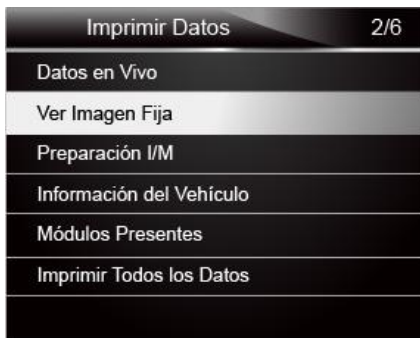 Imprimir Datos 2/6
Datos en Vivo
Ver Imagen Fija
Preparación I/M
Información del Vehículo
Módulos Presentes
Imprimir Todos los Datos